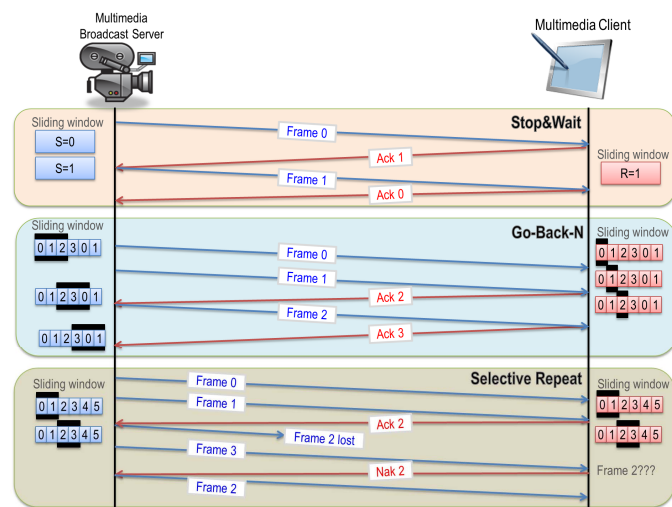 Multimedia
Broadcast Server
Multimedia Client
Stop&Wait
Sliding window
S=0
S=1
Frame 0
Ack 1
Frame 1
Ack 0
Sliding window
R=1
Go-Back-N
Sliding window
0 1 2 3 0 1
0 1 2 3 0 1
0 1 2 3 0 1
Frame 0
Frame 1
Ack 2
Frame 2
Ack 3
Sliding window
0 1 2 3 0 1
0 1 2 3 0 1
0 1 2 3 0 1
Selective Repeat
Sliding window
0 1 2 3 4 5
0 1 2 3 4 5
Frame 0
Frame 1
Ack 2
Frame 2 lost
Frame 3
Nak 2
Frame 2
Sliding window
0 1 2 3 4 5
0 1 2 3 4 5
Frame 2???